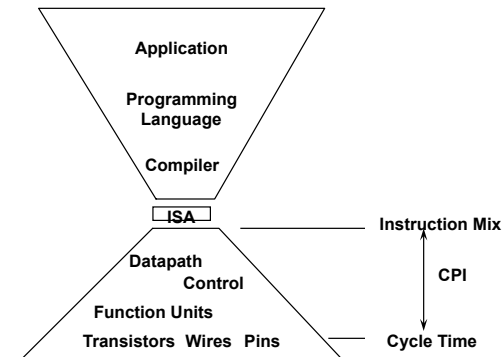 Application
Programming
Language
Compiler
ISA
Instruction Mix
Datapath
Control
CPI
Function Units
Transistors Wires Pins
Cycle Time